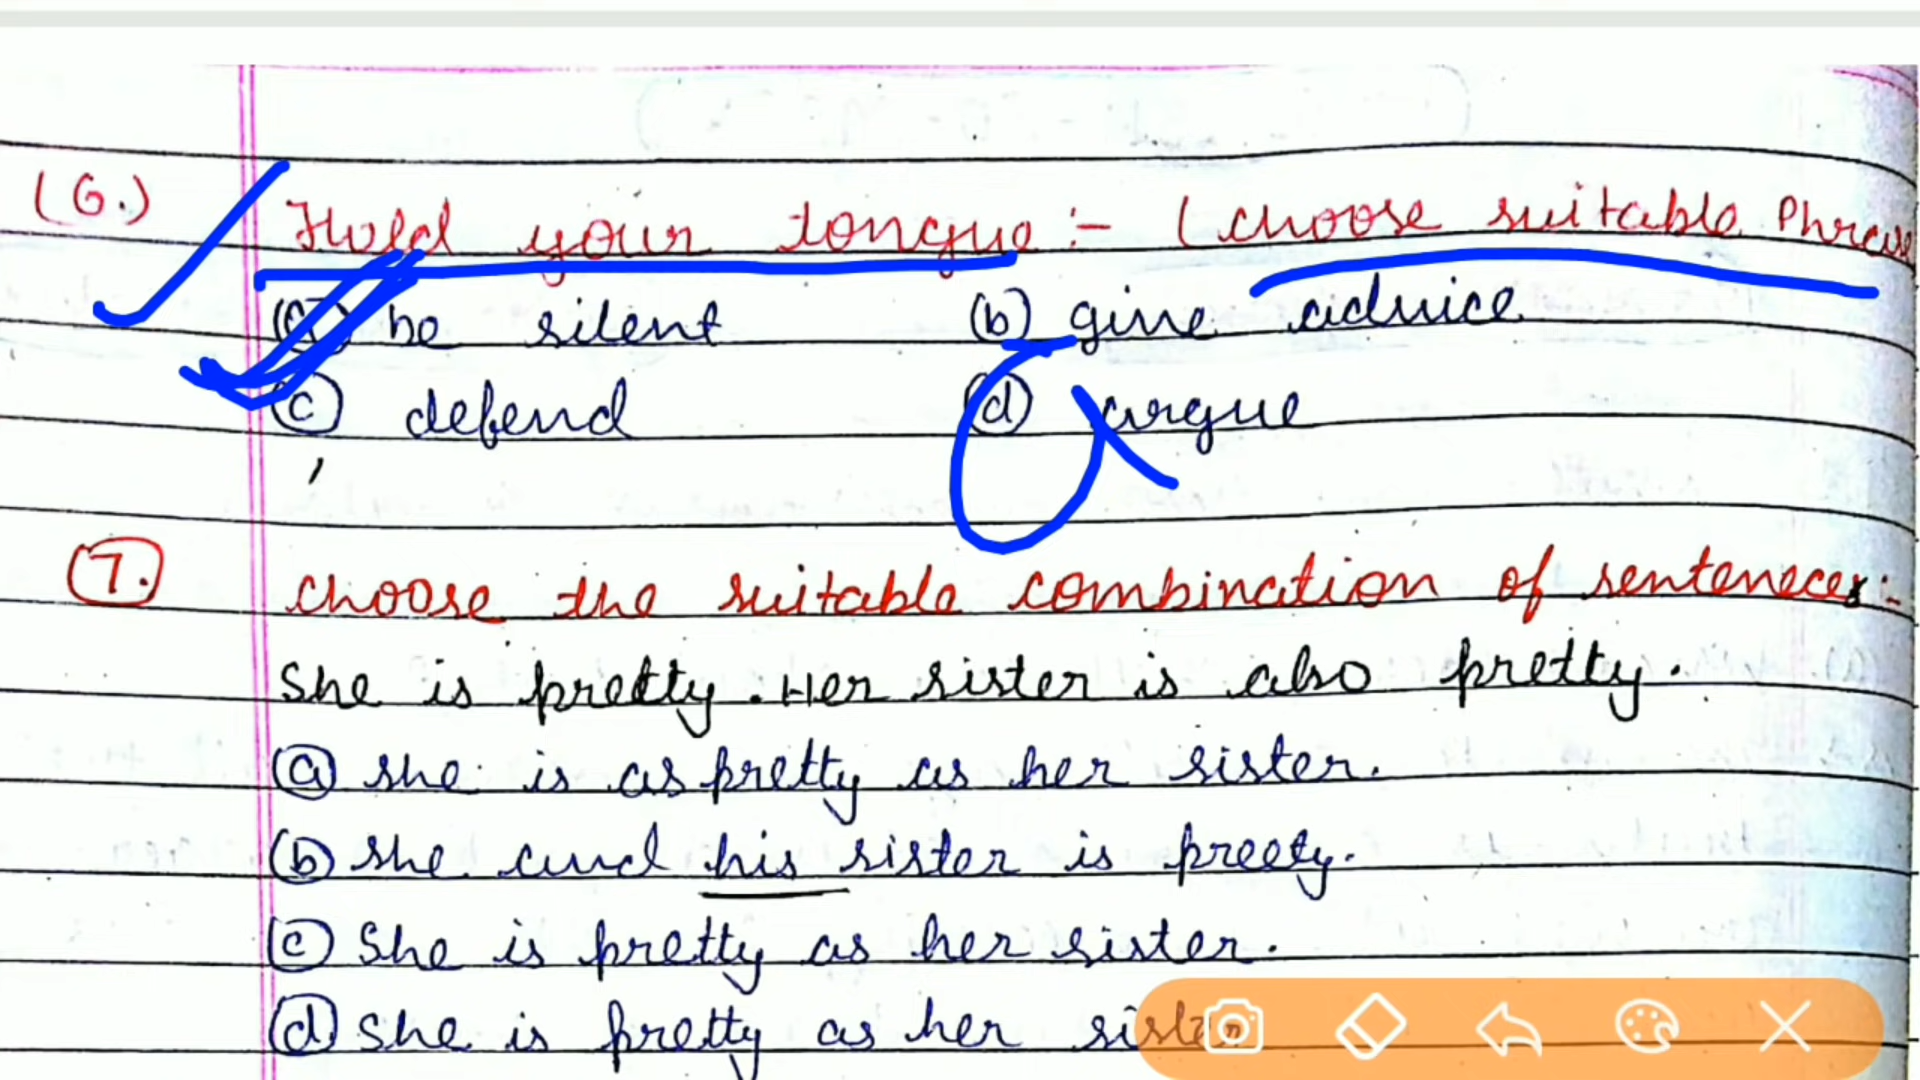 (6.) Hold your tongue :- (choose suitable Phrase
(a) be silent (b) give advice
(c) defend (d) argue
(7.) choose the suitable combination of senteneces:-
She is pretty. Her sister is also pretty.
(a) she is as pretty as her sister.
(b) she and his sister is preety.
(c) She is pretty as her sister.
(d) she is pretty as her sister